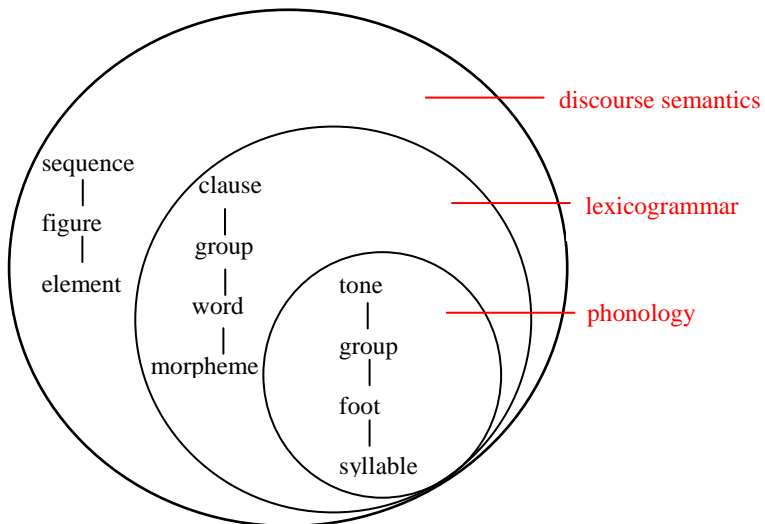 discourse semantics
sequence
figure
element
clause
group
word
morpheme
lexicogrammar
tone
group
foot
syllable
phonology